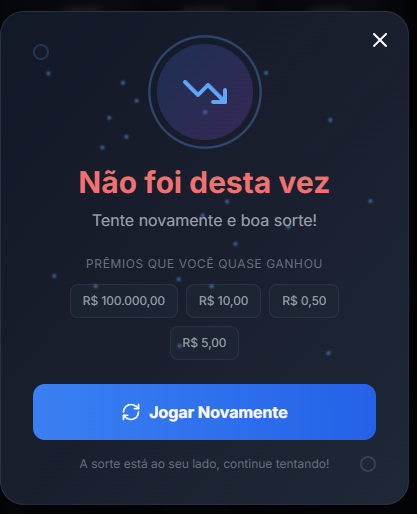 Não foi desta vez
Tente novamente e boa sorte!
PRÊMIOS QUE VOCÊ QUASE GANHOU
R$ 100.000,00 R$ 10,00 R$ 0,50
R$ 5,00
Jogar Novamente
A sorte está ao seu lado, continue tentando!